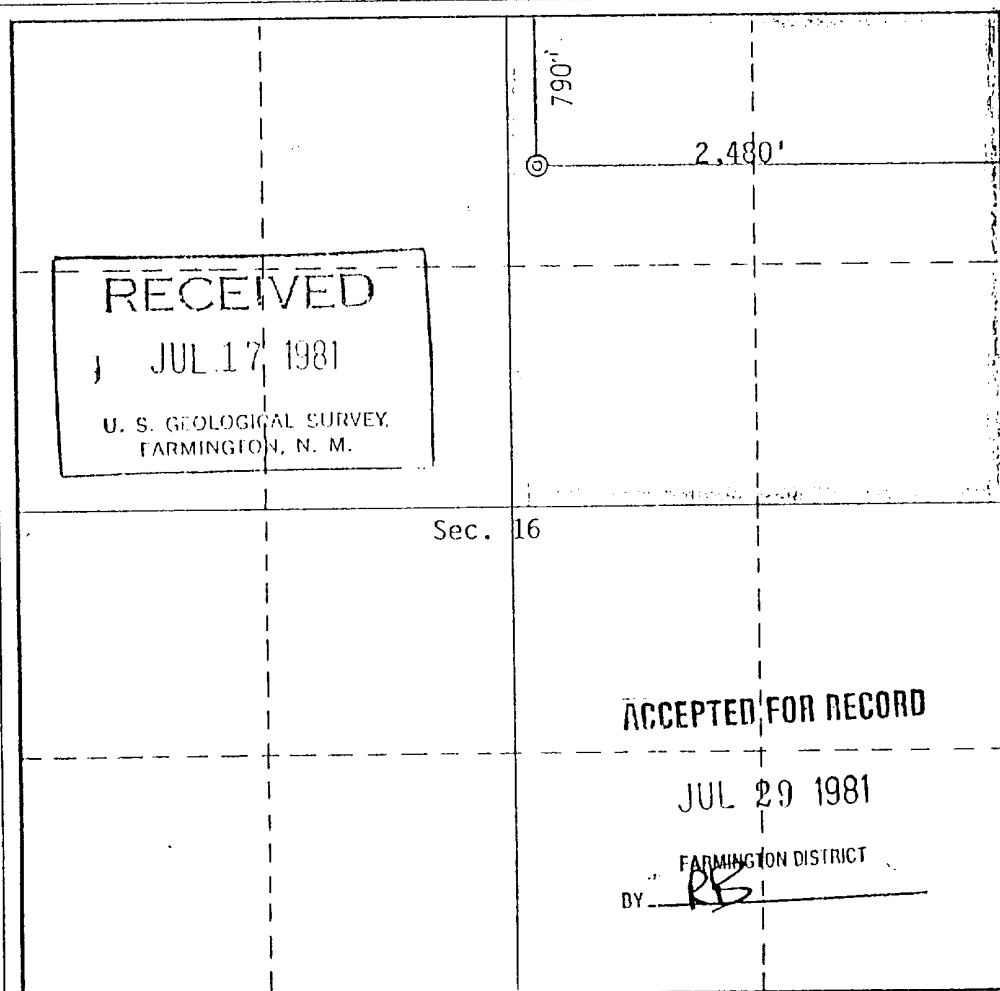 790'
2,480'
RECEIVED
JUL 17 1981
U. S. GEOLOGICAL SURVEY,
FARMINGTON, N. M.
Sec. 16
ACCEPTED FOR RECORD
JUL 29 1981
FARMINGTON DISTRICT
BY RB